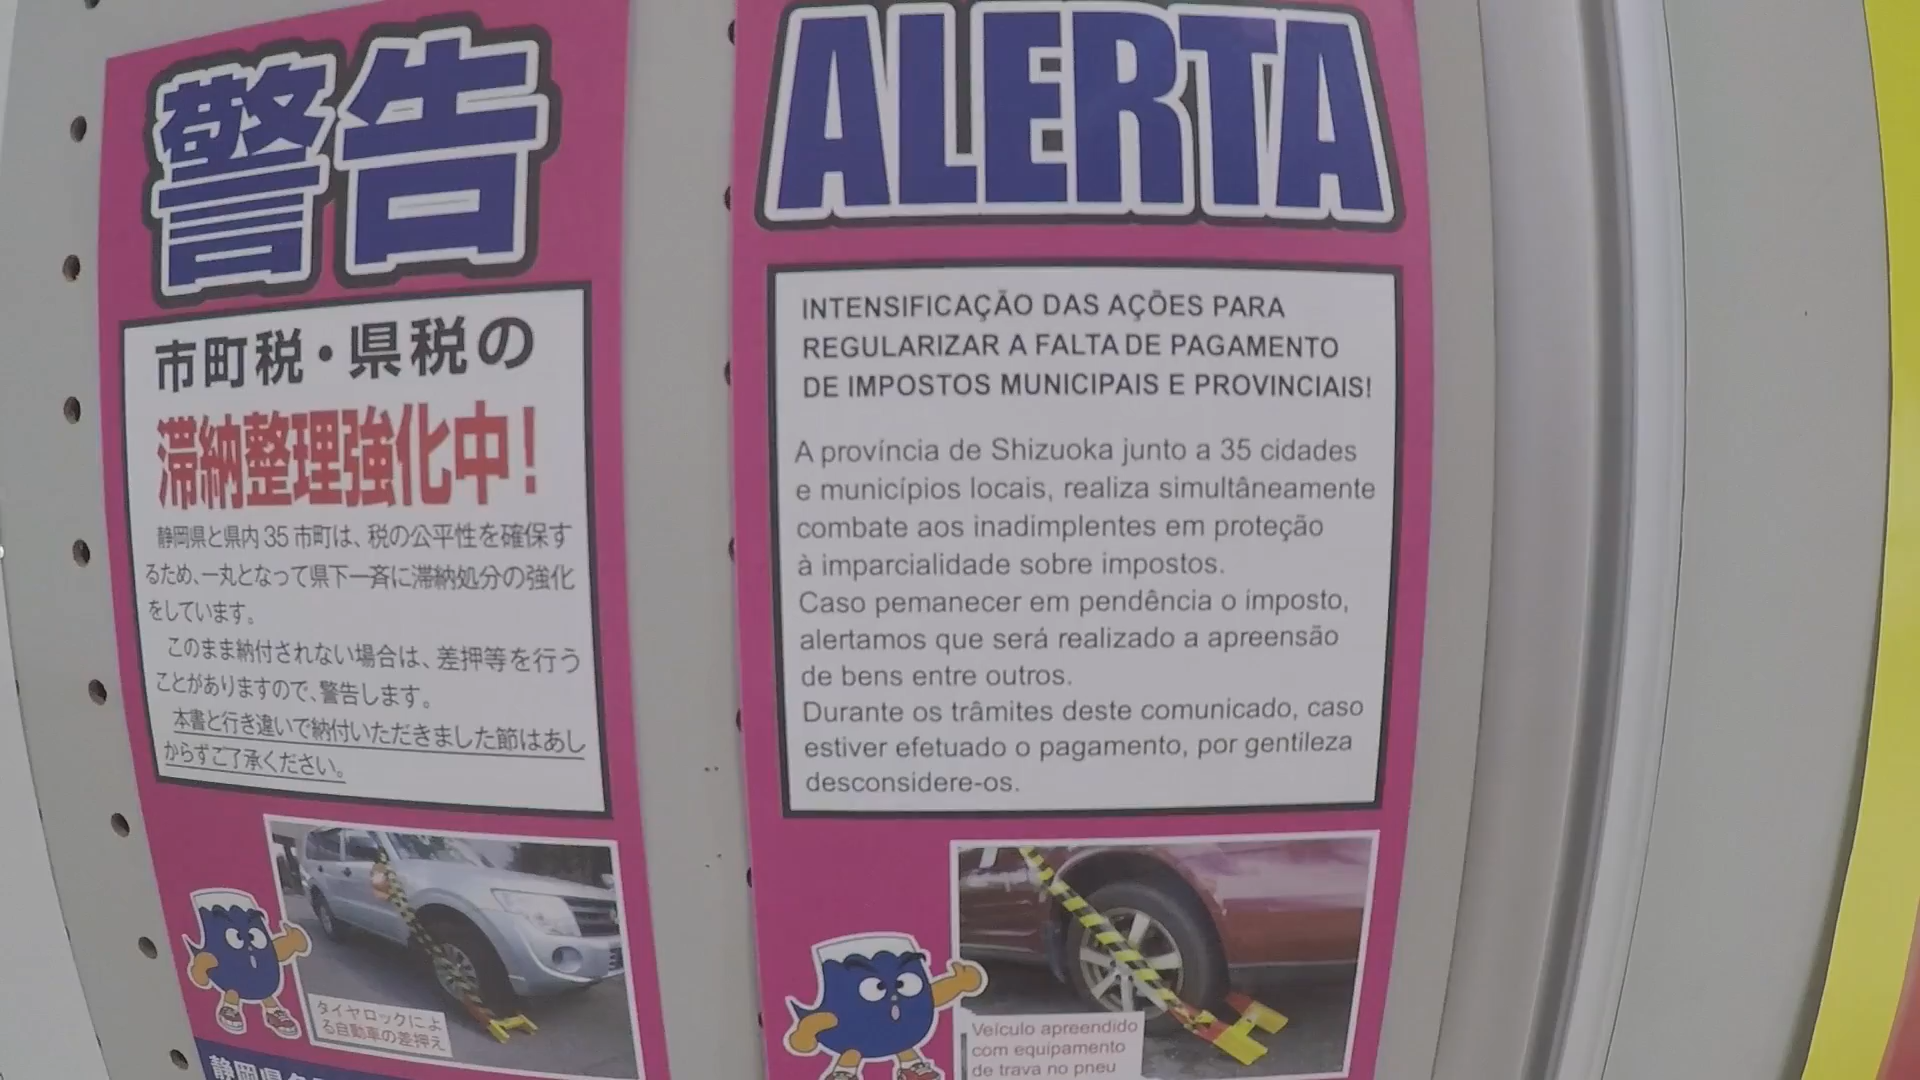 警告
市町税・県税の
滞納整理強化中!
静岡県と県内35市町は、税の公平性を確保す
るため、一丸となって県下一斉に滞納処分の強化
をしています。
このまま納付されない場合は、差押等を行う
ことがありますので、警告します。
本書と行き違いで納付いただきました節はあし
からずご了承ください。
タイヤロックによ
る自動車の差押え
静岡県
ALERTA
INTENSIFICAÇÃO DAS AÇÕES PARA
REGULARIZAR A FALTA DE PAGAMENTO
DE IMPOSTOS MUNICIPAIS E PROVINCIAIS!
A província de Shizuoka junto a 35 cidades
e municípios locais, realiza simultâneamente
combate aos inadimplentes em proteção
à imparcialidade sobre impostos.
Caso pemanecer em pendência o imposto,
alertamos que será realizado a apreensão
de bens entre outros.
Durante os trâmites deste comunicado, caso
estiver efetuado o pagamento, por gentileza
desconsidere-os.
Veículo apreendido
com equipamento
de trava no pneu